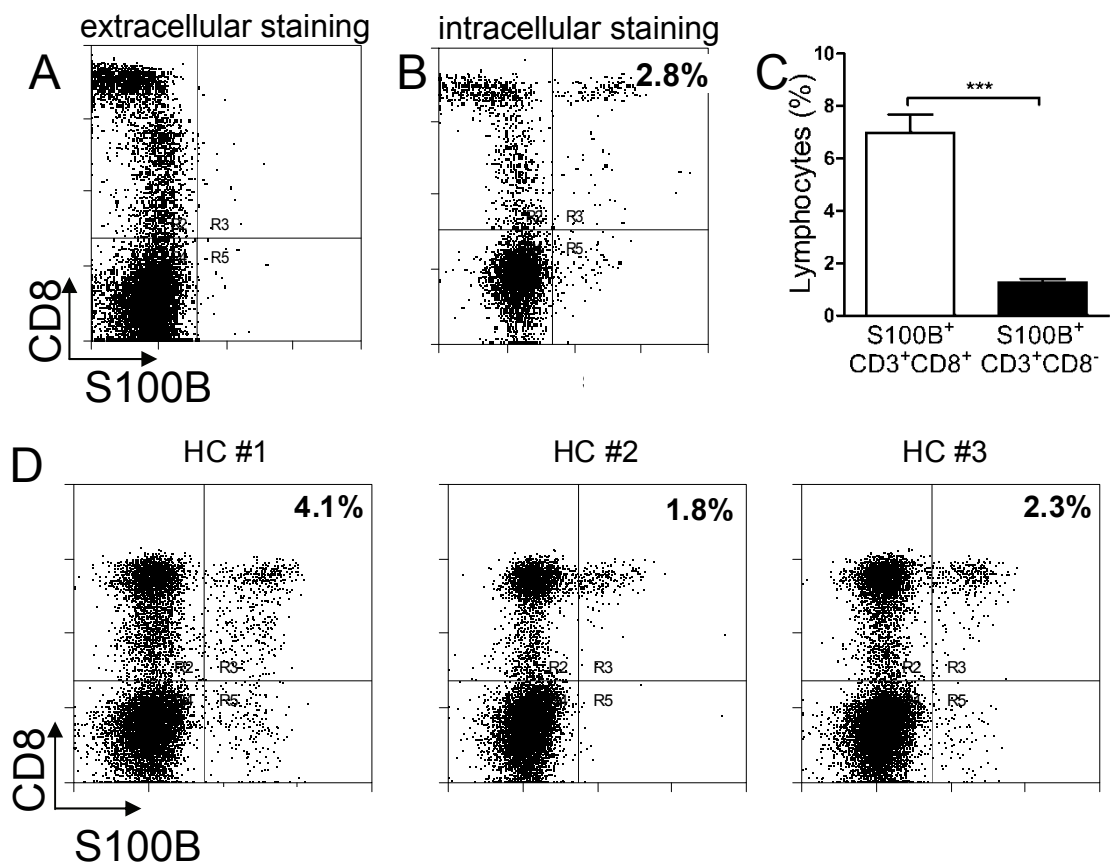 A
extracellular staining
R3
R5
CD8
S100B
B
intracellular staining
2.8%
R2
R3
R5
C
Lymphocytes (%)
10
8
6
4
2
0
***
S100B+
CD3+CD8+
S100B+
CD3+CD8-
D
HC #1
4.1%
R2
R3
R5
HC #2
1.8%
R2
R3
R5
HC #3
2.3%
R2
R3
R5
CD8
S100B